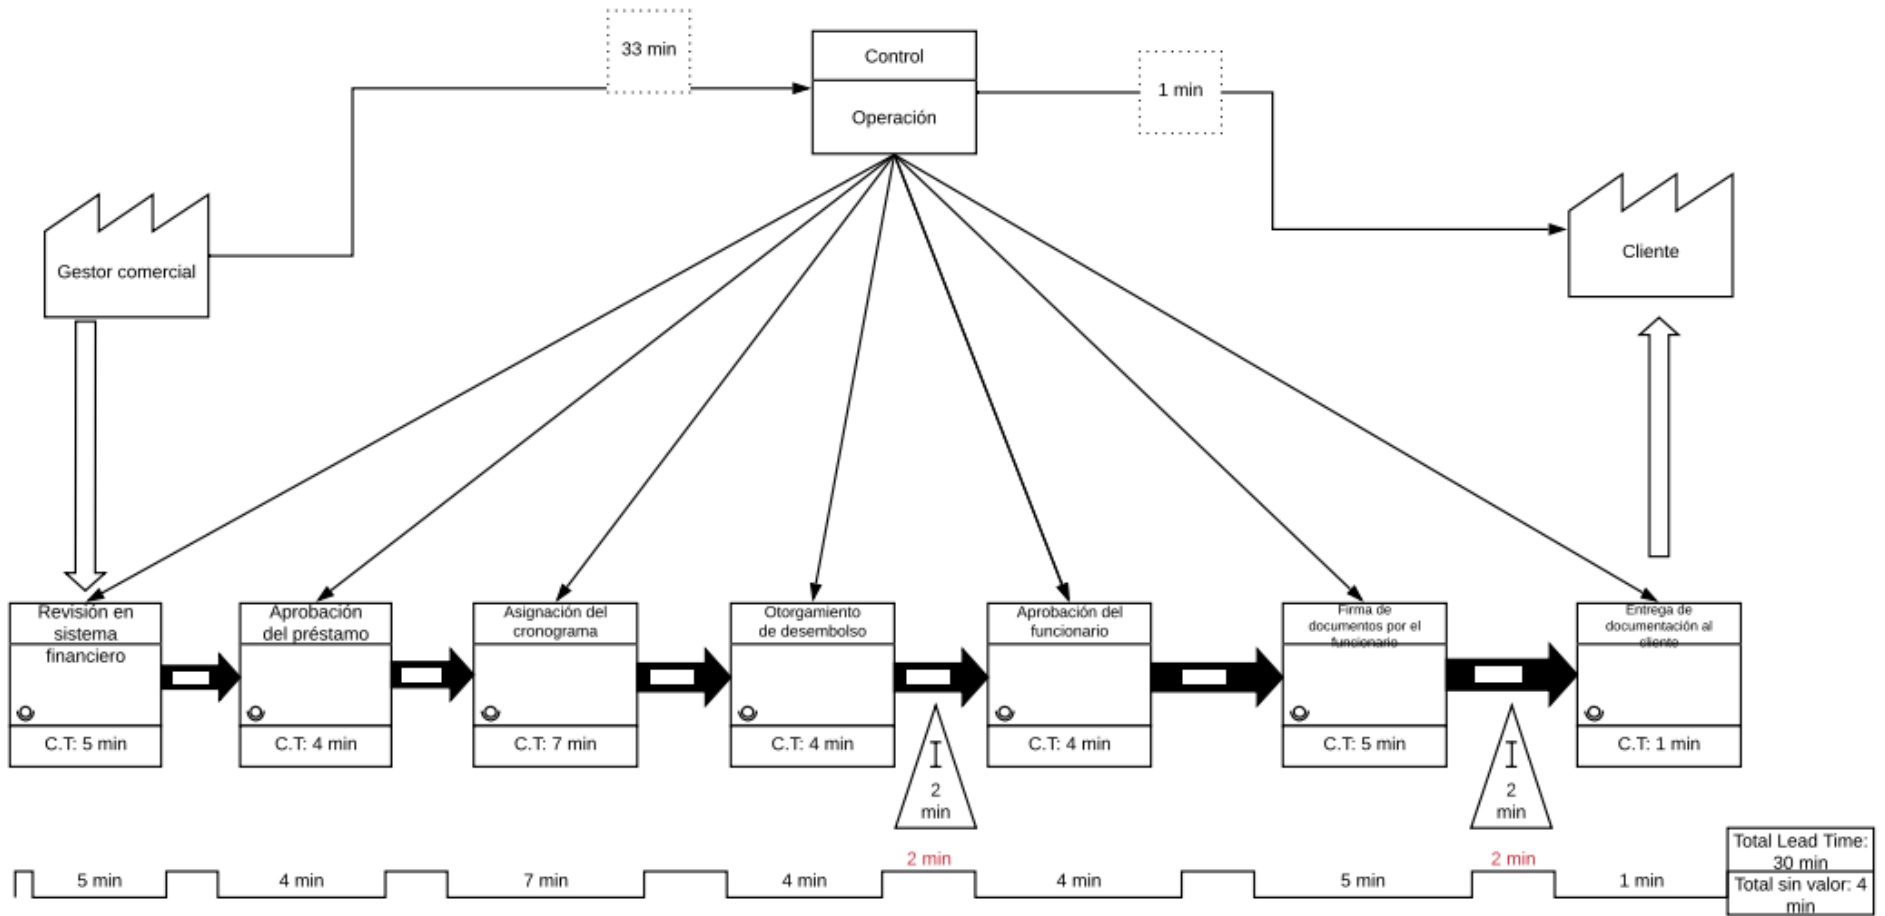 33 min
Control
Operación
1 min
Gestor comercial
Cliente
Revisión en
sistema
financiero
C.T: 5 min
Aprobación
del préstamo
C.T: 4 min
Asignación del
cronograma
C.T: 7 min
Otorgamiento
de desembolso
C.T: 4 min
I
2
min
Aprobación del
funcionario
C.T: 4 min
Firma de
documentos por el
funcionario
C.T: 5 min
I
2
min
Entrega de
documentación al
cliente
C.T: 1 min
5 min
4 min
7 min
4 min
2 min
4 min
5 min
2 min
1 min
Total Lead Time:
30 min
Total sin valor: 4
min